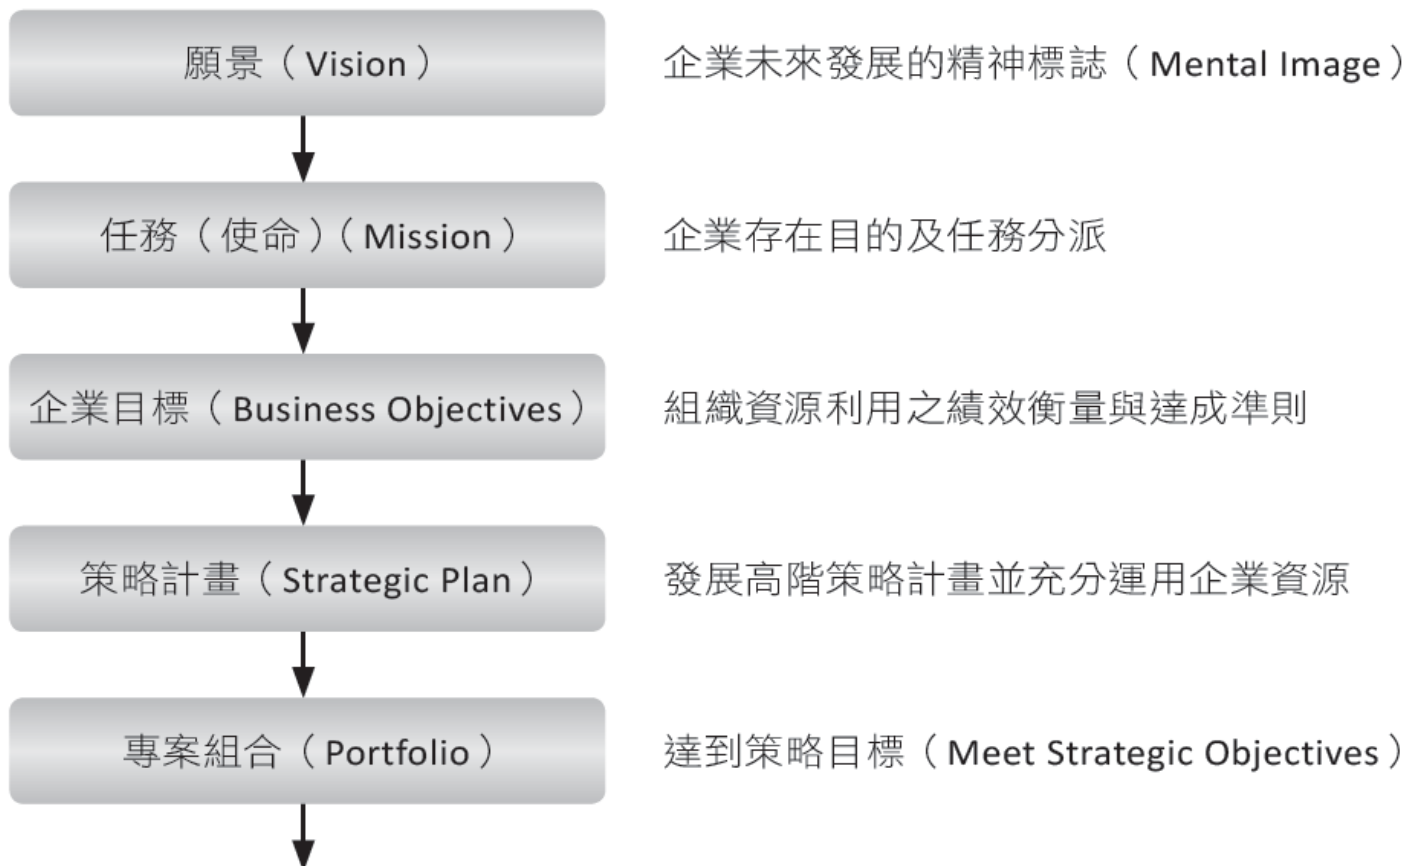 願景（Vision） 企業未來發展的精神標誌（Mental Image）
任務（使命）（Mission） 企業存在目的及任務分派
企業目標（Business Objectives） 組織資源利用之績效衡量與達成準則
策略計畫（Strategic Plan） 發展高階策略計畫並充分運用企業資源
專案組合（Portfolio） 達到策略目標（Meet Strategic Objectives）